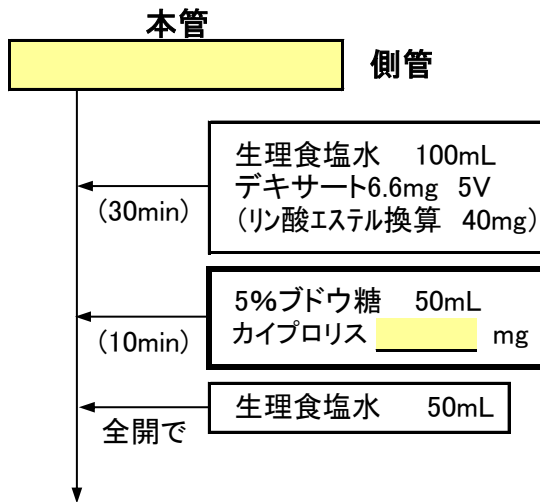 本管
側管
生理食塩水 100mL
デキサート6.6mg 5V
(リン酸エステル換算 40mg)
(30min)
5%ブドウ糖 50mL
カイプロリス mg
(10min)
生理食塩水 50mL
全開で